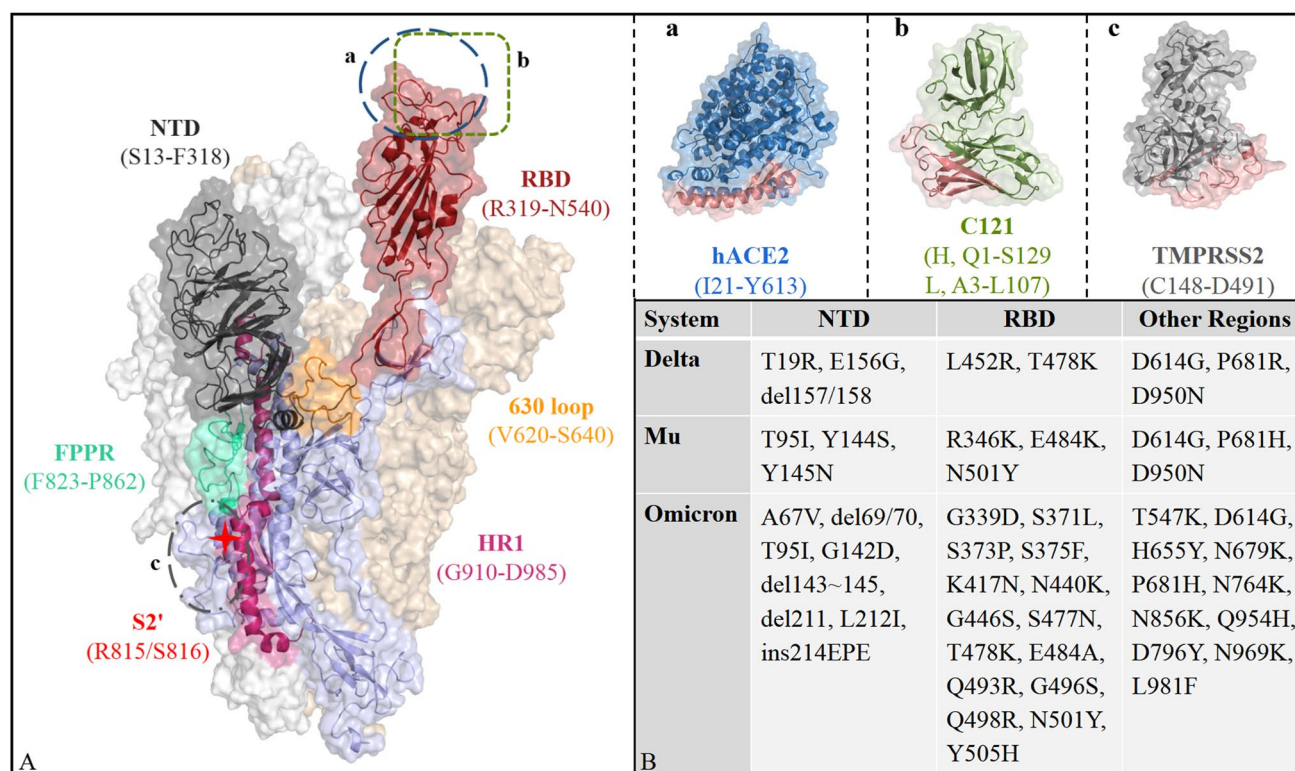 a
b
NTD
(S13-F318)
RBD
(R319-N540)
630 loop
(V620-S640)
FPPR
(F823-P862)
HR1
(G910-D985)
c
S2'
(R815/S816)
A
a
hACE2
(I21-Y613)
b
C121
(H, Q1-S129
L, A3-L107)
c
TMPRSS2
(C148-D491)
System NTD RBD Other Regions
Delta T19R, E156G, L452R, T478K D614G, P681R,
del157/158 D950N
Mu T95I, Y144S, R346K, E484K, D614G, P681H,
Y145N N501Y D950N
Omicron A67V, del69/70, G339D, S371L, T547K, D614G,
T95I, G142D, S373P, S375F, H655Y, N679K,
del143~145, K417N, N440K, P681H, N764K,
del211, L212I, G446S, S477N, N856K, Q954H,
ins214EPE T478K, E484A, D796Y, N969K,
Q493R, G496S, L981F
Q498R, N501Y,
Y505H
B